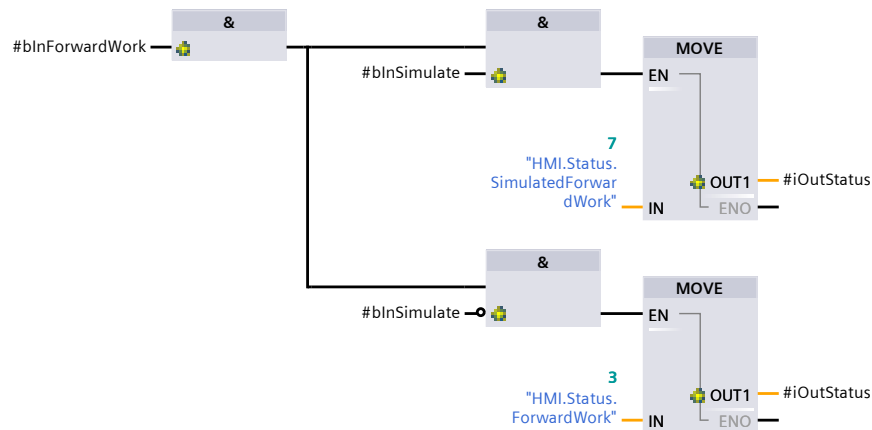 &
#bInForwardWork
&
#bInSimulate
MOVE
EN
7
"HMI.Status.
SimulatedForwar
dWork"
IN
OUT1
#iOutStatus
ENO
&
#bInSimulate
MOVE
EN
3
"HMI.Status.
ForwardWork"
IN
OUT1
#iOutStatus
ENO